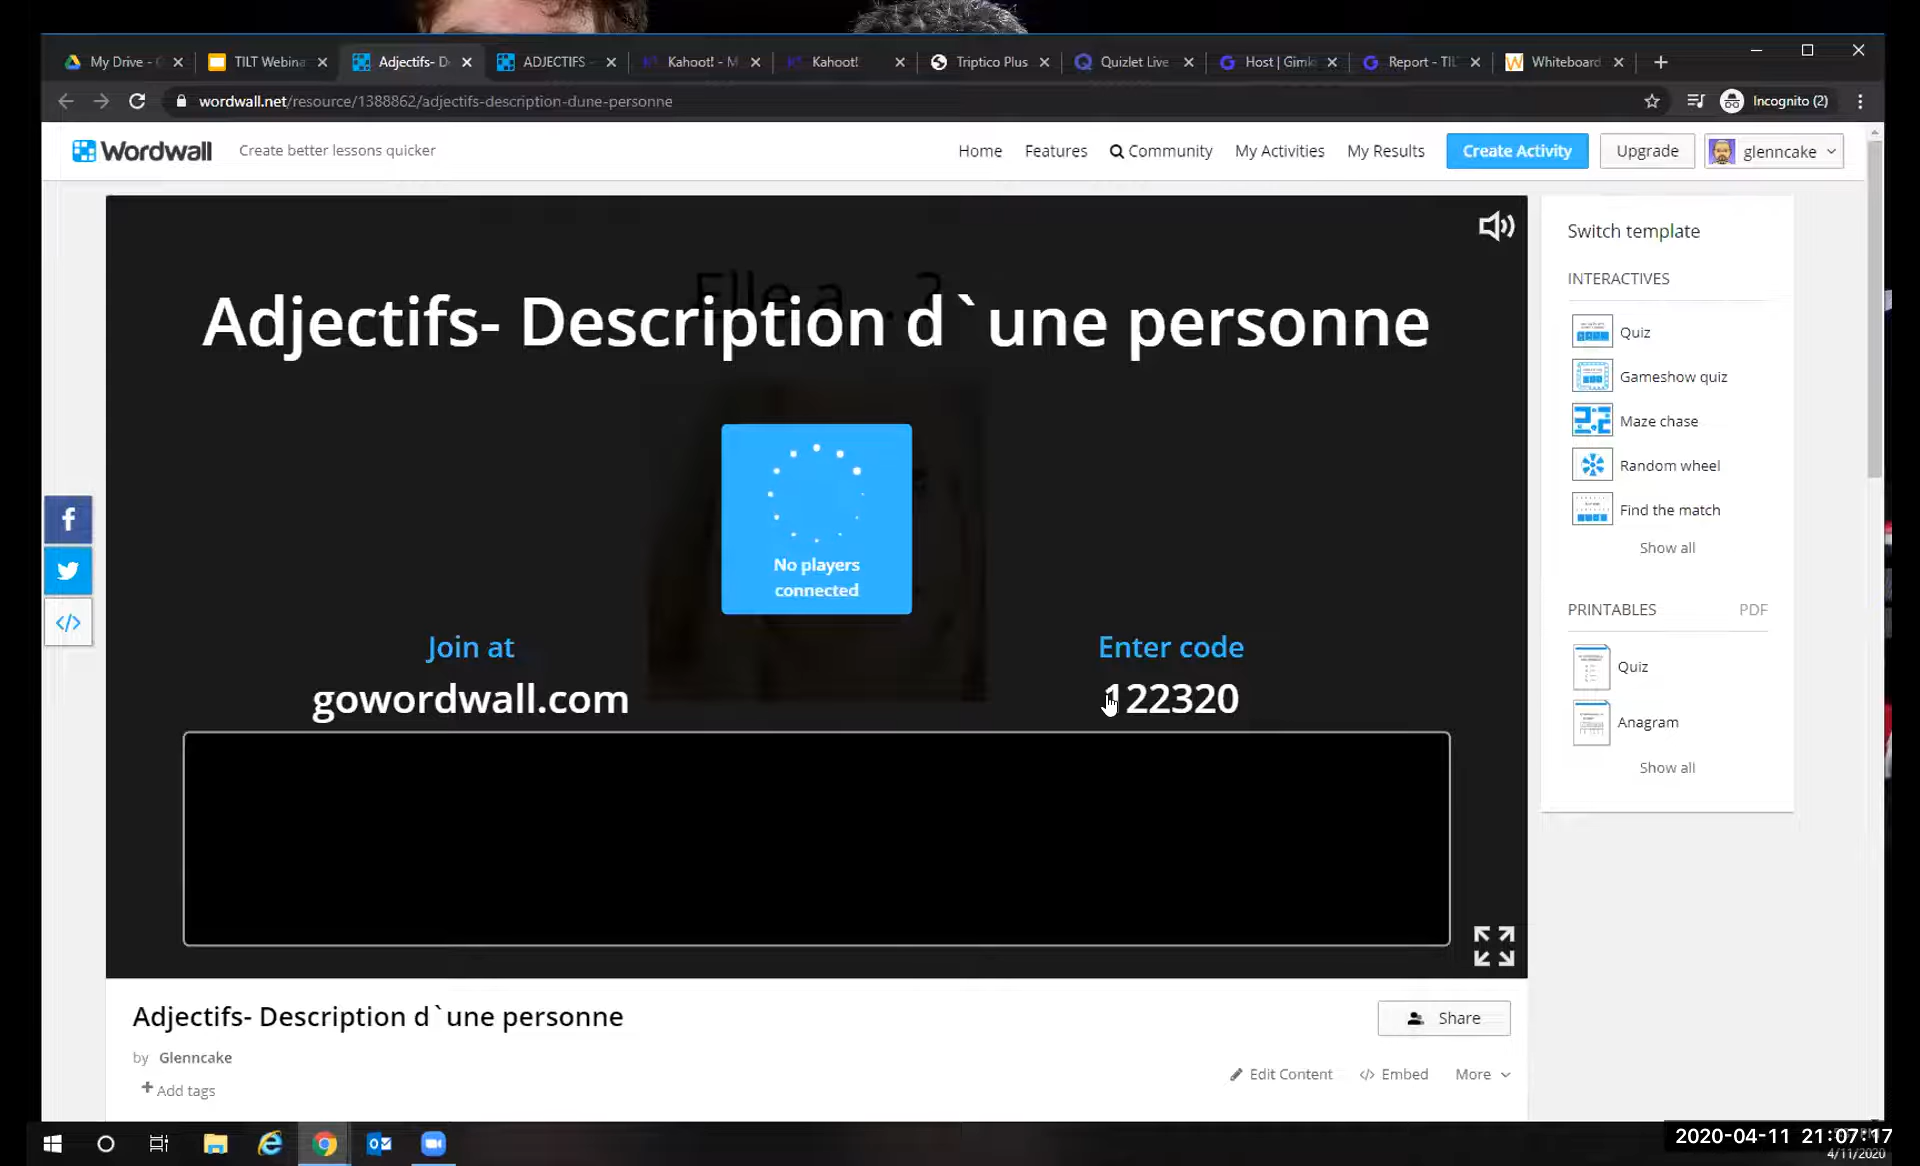 My Drive -
TILT Webina
Adjectifs- D
ADJECTIFS
Kahoot! - M
Kahoot!
Triptico Plus
Quizlet Live
Host | Gimk
Report - TIL
Whiteboard
wordwall.net/resource/1388862/adjectifs-description-dune-personne
Incognito (2)
Wordwall
Create better lessons quicker
Home
Features
Community
My Activities
My Results
Create Activity
Upgrade
glenncake
Elle a ...?
Adjectifs- Description d`une personne
No players
connected
Join at
gowordwall.com
Enter code
122320
Switch template
INTERACTIVES
Quiz
Gameshow quiz
Maze chase
Random wheel
Find the match
Show all
PRINTABLES
PDF
Quiz
Anagram
Show all
Adjectifs- Description d`une personne
Share
by Glenncake
Edit Content
</> Embed
More
+ Add tags
2020-04-11 21:07:17
4/11/2020